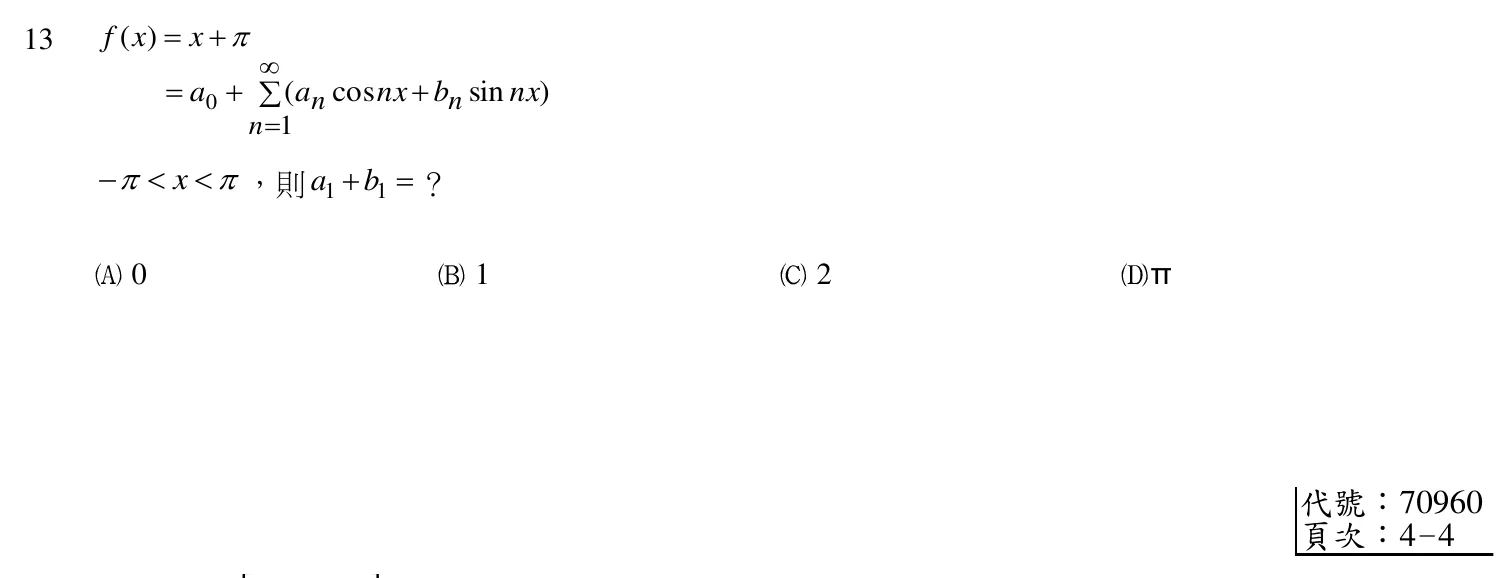 13 f(x) = x + π
= a₀ + ∑_{n=1}^{∞} (aₙ cos nx + bₙ sin nx)
−π < x < π ，則 a₁ + b₁ = ？
(A) 0 (B) 1 (C) 2 (D)π
代號：70960
頁次：4−4